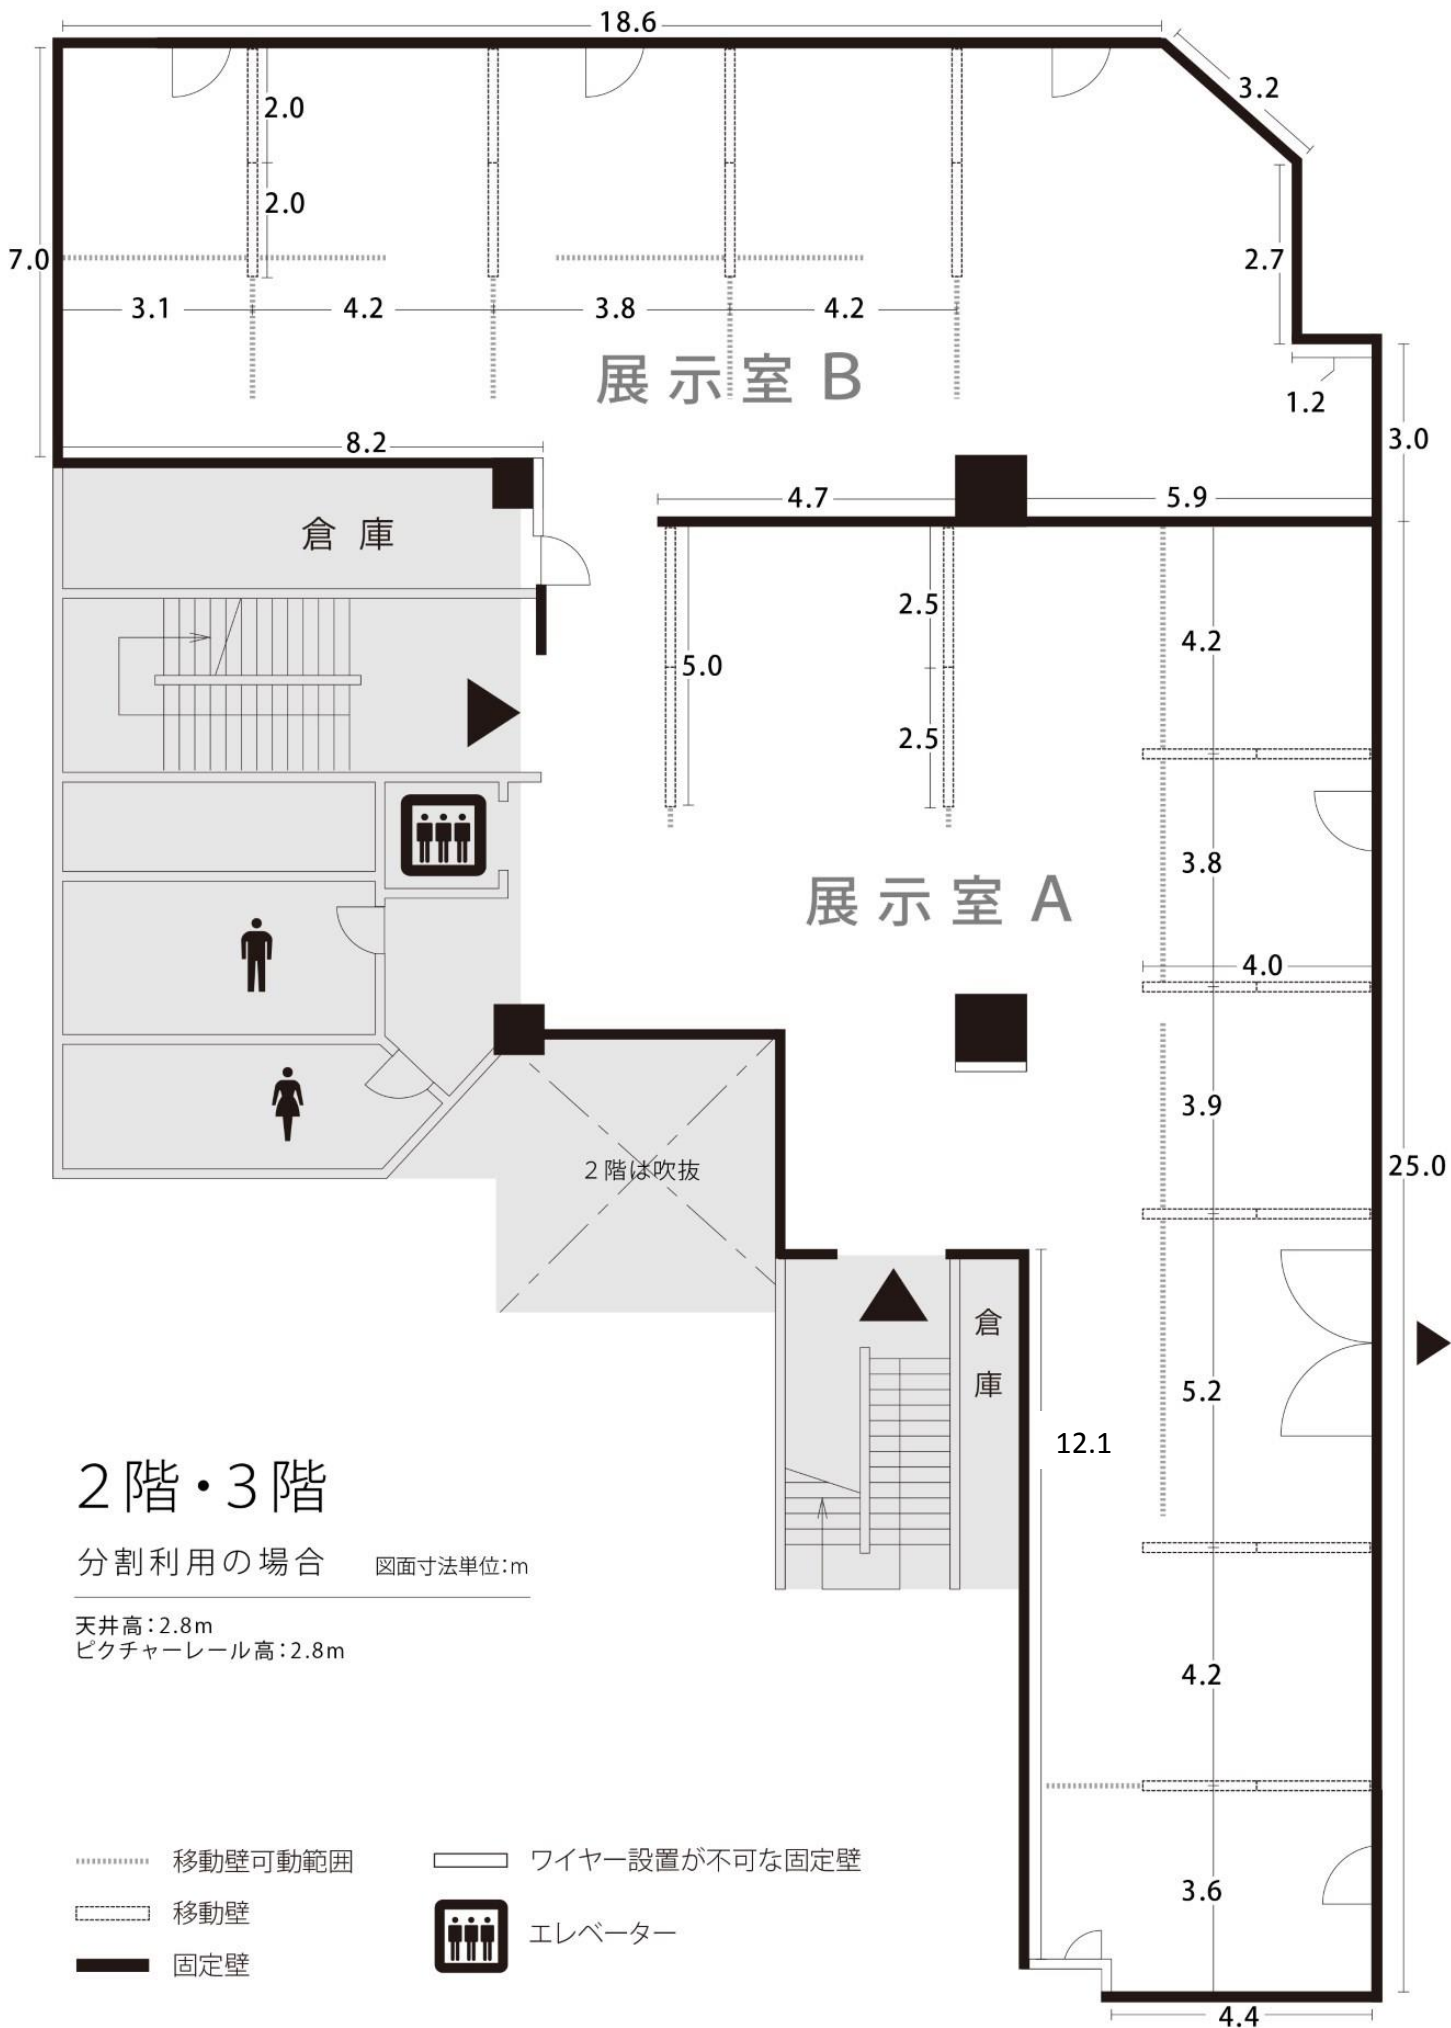 18.6
3.2
2.0
2.0
7.0
2.7
3.1
4.2
3.8
4.2
展示室 B
1.2
3.0
8.2
4.7
5.9
倉庫
2.5
4.2
5.0
2.5
3.8
展示室 A
4.0
3.9
25.0
2階は吹抜
倉庫
5.2
12.1
2階・3階
分割利用の場合 図面寸法単位：m
天井高：2.8m
ピクチャーレール高：2.8m
4.2
移動壁可動範囲
ワイヤー設置が不可な固定壁
3.6
移動壁
エレベーター
固定壁
4.4